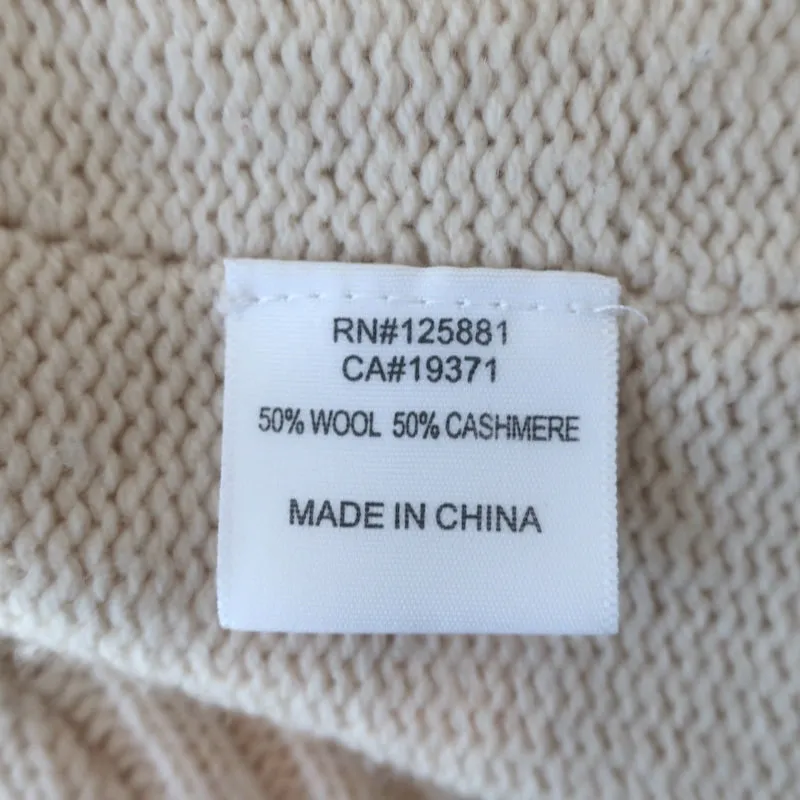 RN#125881
CA#19371
50% WOOL 50% CASHMERE
MADE IN CHINA